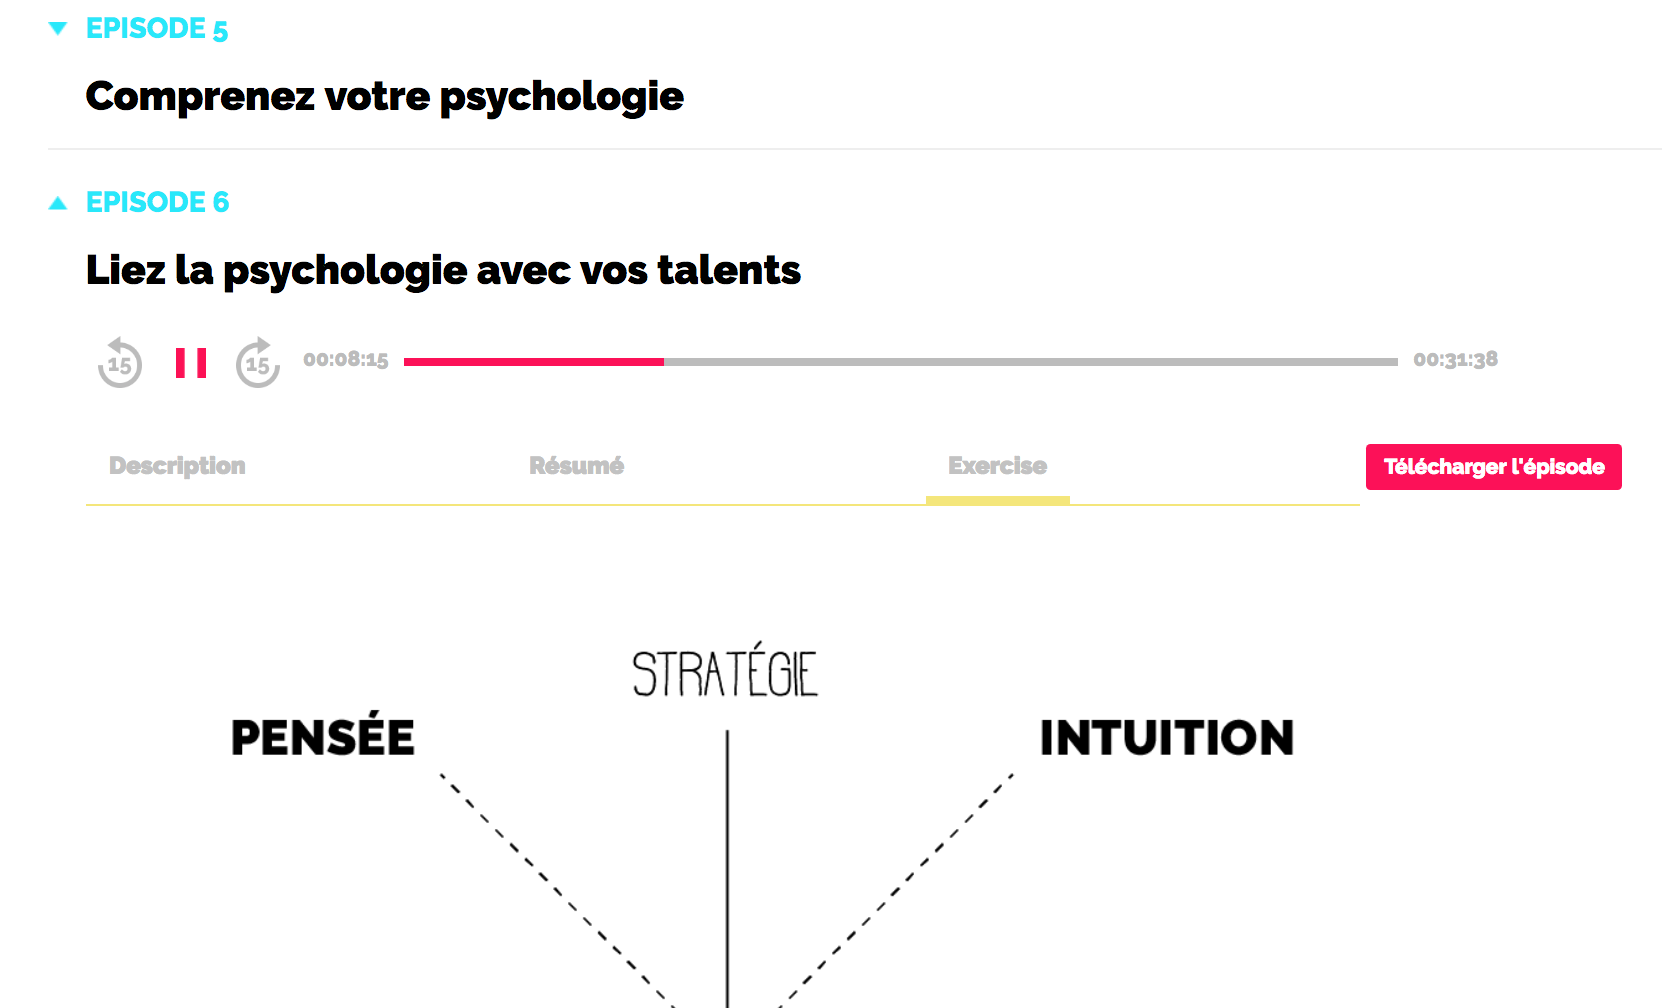 EPISODE 5
Comprenez votre psychologie
EPISODE 6
Liez la psychologie avec vos talents
15 15 00:08:15 00:31:38
Description Résumé Exercise Télécharger l'épisode
STRATÉGIE
PENSÉE INTUITION